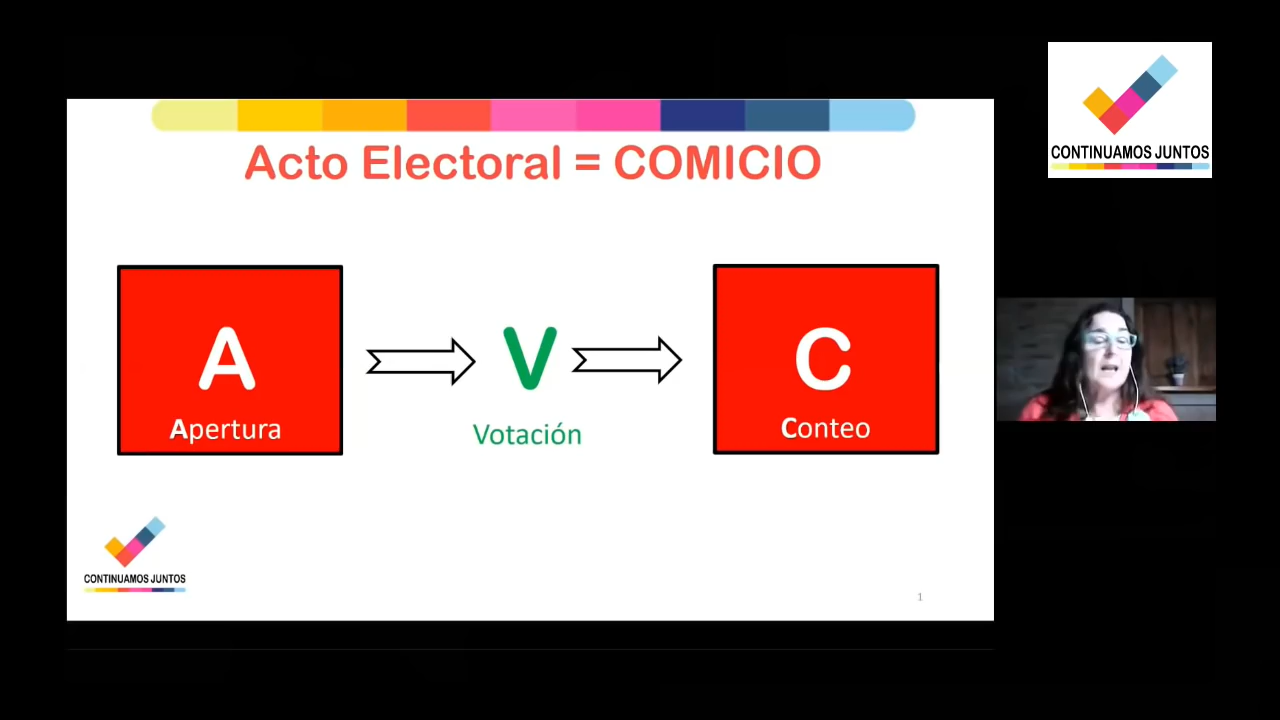 Acto Electoral = COMICIO
CONTINUAMOS JUNTOS
A
V
C
Apertura
Votación
Conteo
CONTINUAMOS JUNTOS
1